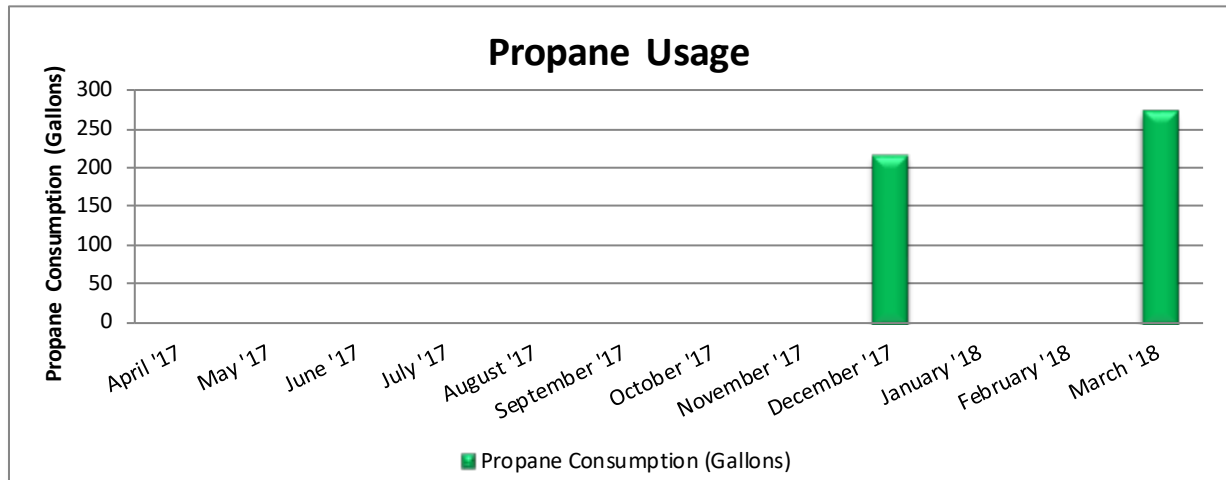 Propane Usage
Propane Consumption (Gallons)
300
250
200
150
100
50
0
April '17
May '17
June '17
July '17
August '17
September '17
October '17
November '17
December '17
January '18
February '18
March '18
Propane Consumption (Gallons)